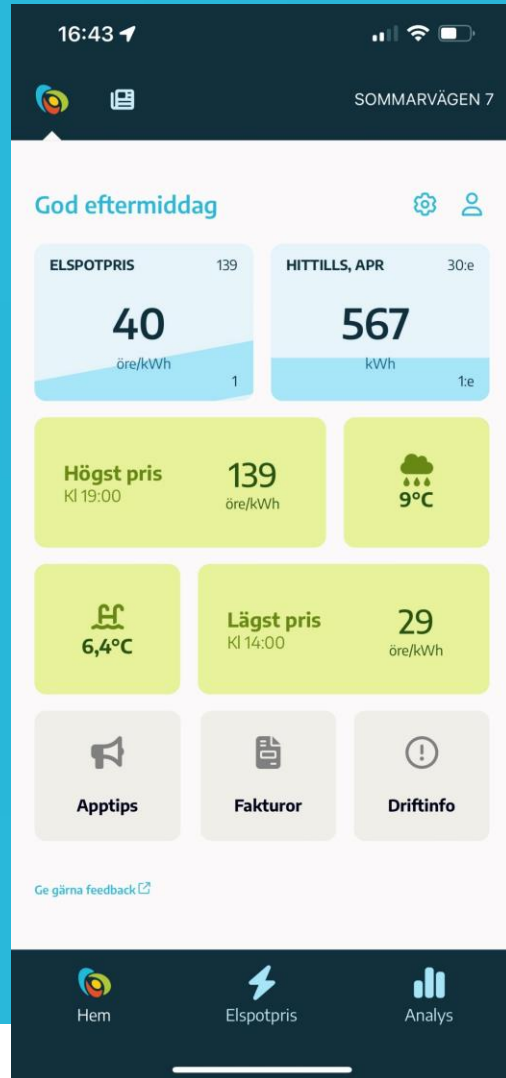 16:43
SOMMARVÄGEN 7
God eftermiddag
ELSPOTPRIS 139
40
öre/kWh
1
HITTILLS, APR 30:e
567
kWh
1:e
Högst pris
Kl 19:00
139
öre/kWh
9°C
6,4°C
Lägst pris
Kl 14:00
29
öre/kWh
Apptips
Fakturor
Driftinfo
Ge gärna feedback
Hem
Elspotpris
Analys